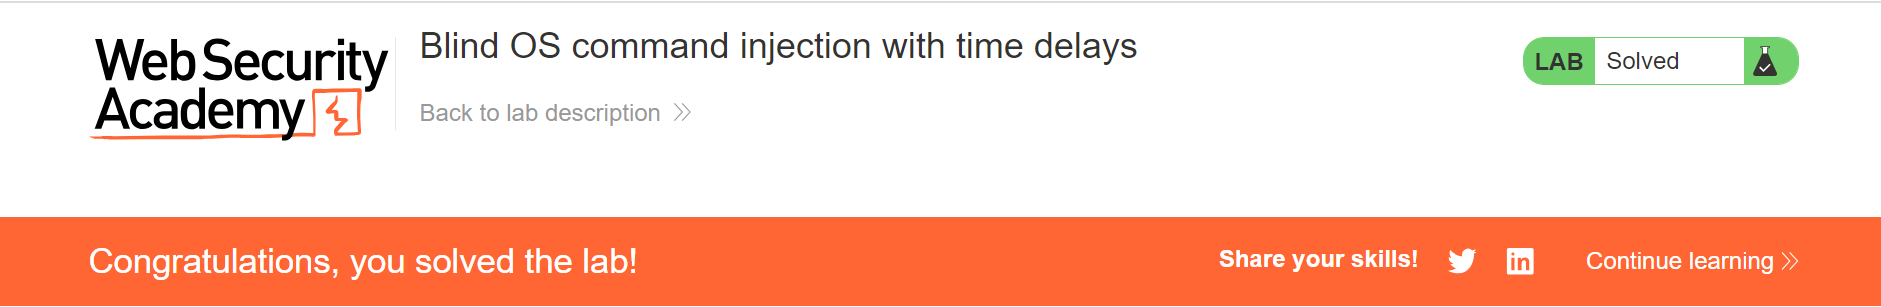 Web Security
Academy
Blind OS command injection with time delays
Back to lab description
LAB Solved
Congratulations, you solved the lab!
Share your skills!
Continue learning